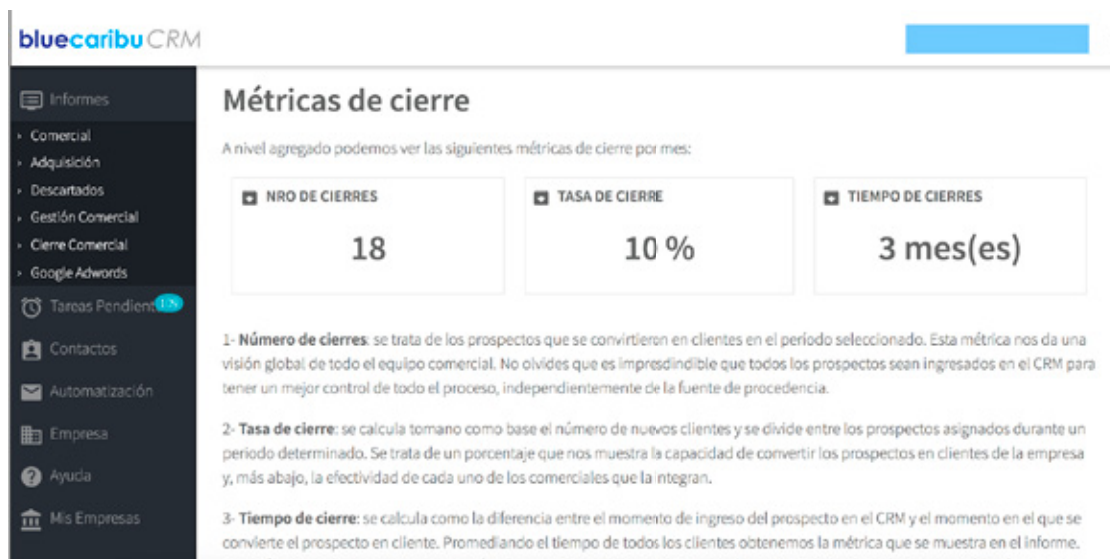 bluecaribu CRM
Informes
Comercial
Adquisición
Descartados
Gestión Comercial
Cierre Comercial
Google Adwords
Tareas Pendient
Contactos
Automatización
Empresa
Ayuda
Mis Empresas
Métricas de cierre
A nivel agregado podemos ver las siguientes métricas de cierre por mes:
NRO DE CIERRES
18
TASA DE CIERRE
10 %
TIEMPO DE CIERRES
3 mes(es)
1- Número de cierres: se trata de los prospectos que se convirtieron en clientes en el período seleccionado. Esta métrica nos da una
visión global de todo el equipo comercial. No olvides que es impresdindible que todos los prospectos sean ingresados en el CRM para
tener un mejor control de todo el proceso, independientemente de la fuente de procedencia.
2- Tasa de cierre: se calcula tomano como base el número de nuevos clientes y se divide entre los prospectos asignados durante un
periodo determinado. Se trata de un porcentaje que nos muestra la capacidad de convertir los prospectos en clientes de la empresa
y, más abajo, la efectividad de cada uno de los comerciales que la integran.
3- Tiempo de cierre: se calcula como la diferencia entre el momento de ingreso del prospecto en el CRM y el momento en el que se
convierte el prospecto en cliente. Promediando el tiempo de todos los clientes obtenemos la métrica que se muestra en el informe.